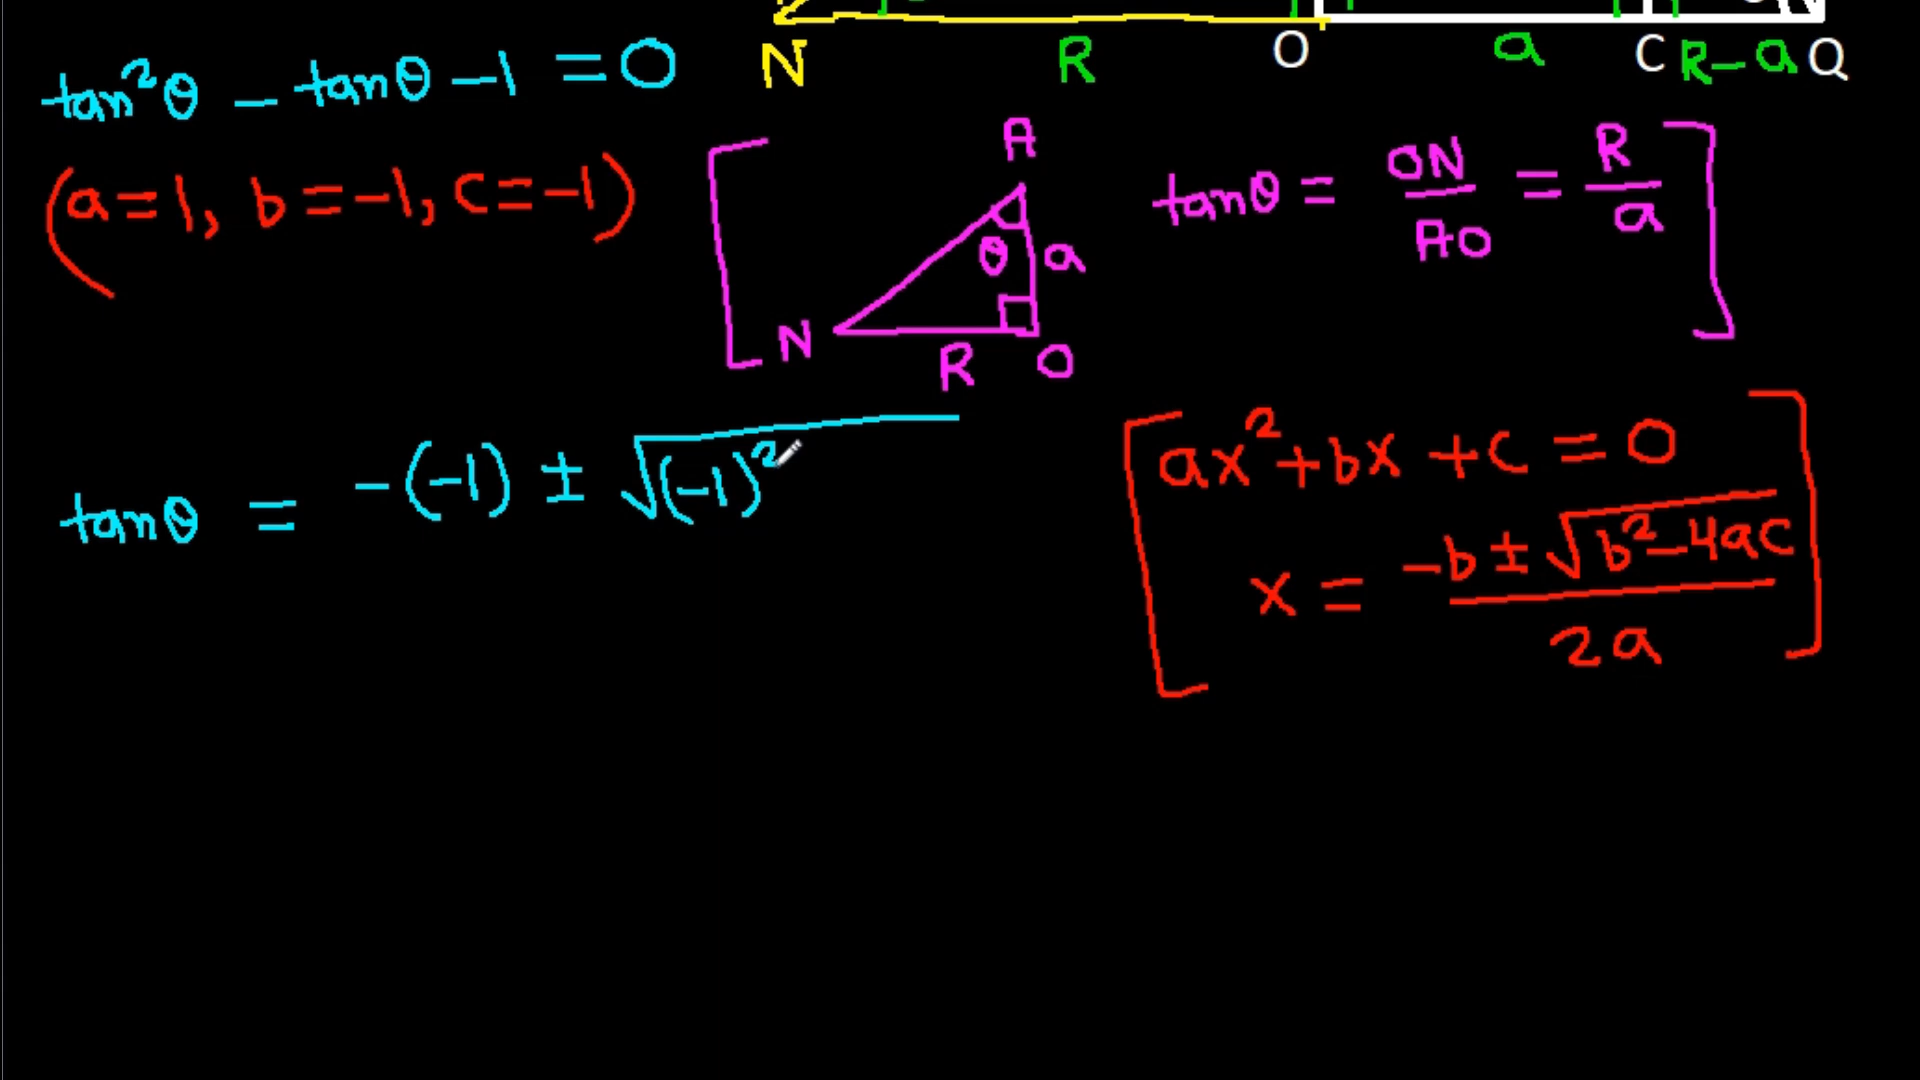 N R O a C R-a Q
tan²θ - tanθ - 1 = 0
(a = 1, b = -1, c = -1)
A
θ a
N R O
tanθ = ON/AO = R/a
tanθ = -(-1) ± √(-1)²
ax² + bx + c = 0
x = -b ± √b² - 4ac / 2a